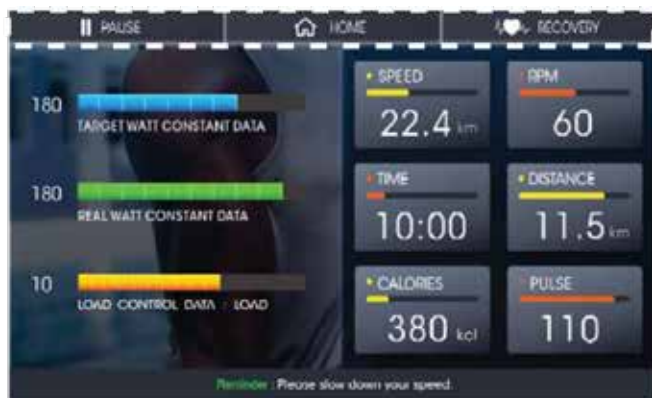 PAUSE HOME RECOVERY
180
TARGET WATT CONSTANT DATA
180
REAL WATT CONSTANT DATA
10
LOAD CONTROL DATA : LOAD
SPEED
22.4 km
RPM
60
TIME
10:00
DISTANCE
11.5 km
CALORIES
380 kcl
PULSE
110
Reminder : Please slow down your speed.